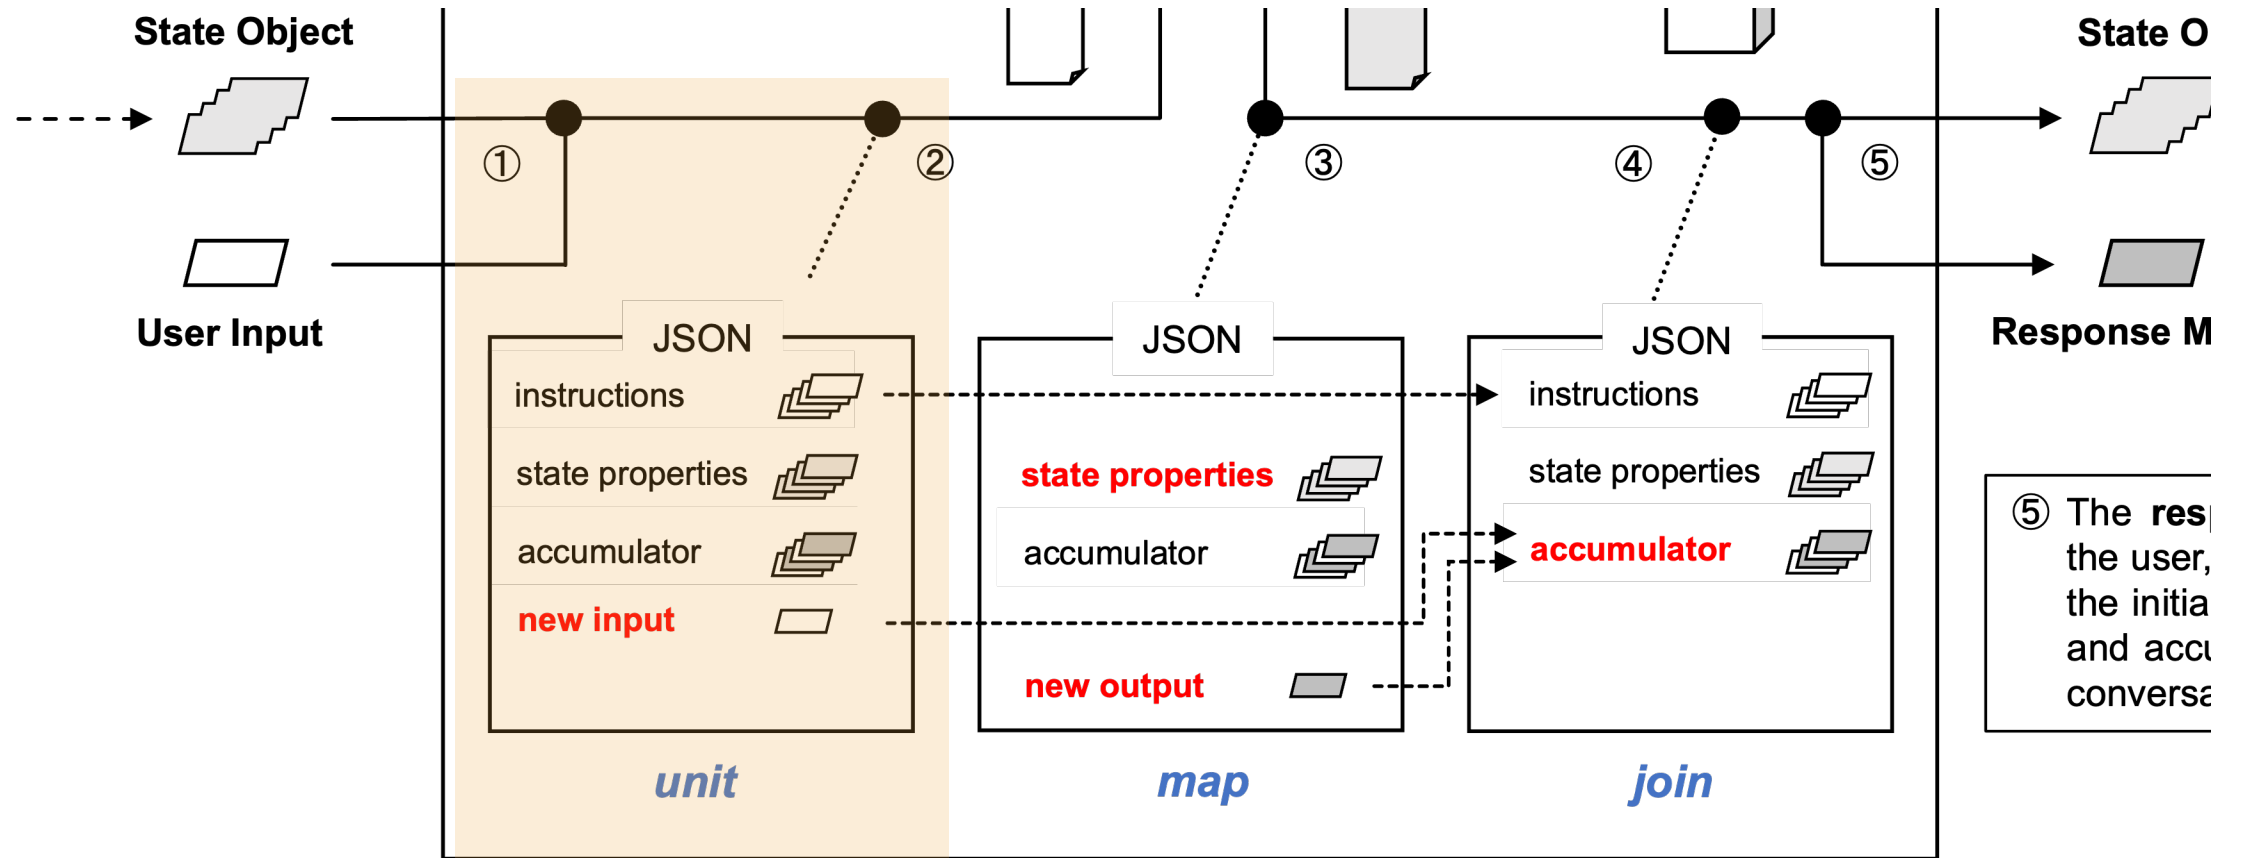 State Object
State O
① ② ③ ④ ⑤
User Input
Response M
JSON
instructions
state properties
accumulator
new input
unit
JSON
state properties
accumulator
new output
map
JSON
instructions
state properties
accumulator
join
⑤ The resp
the user,
the initia
and accu
conversa